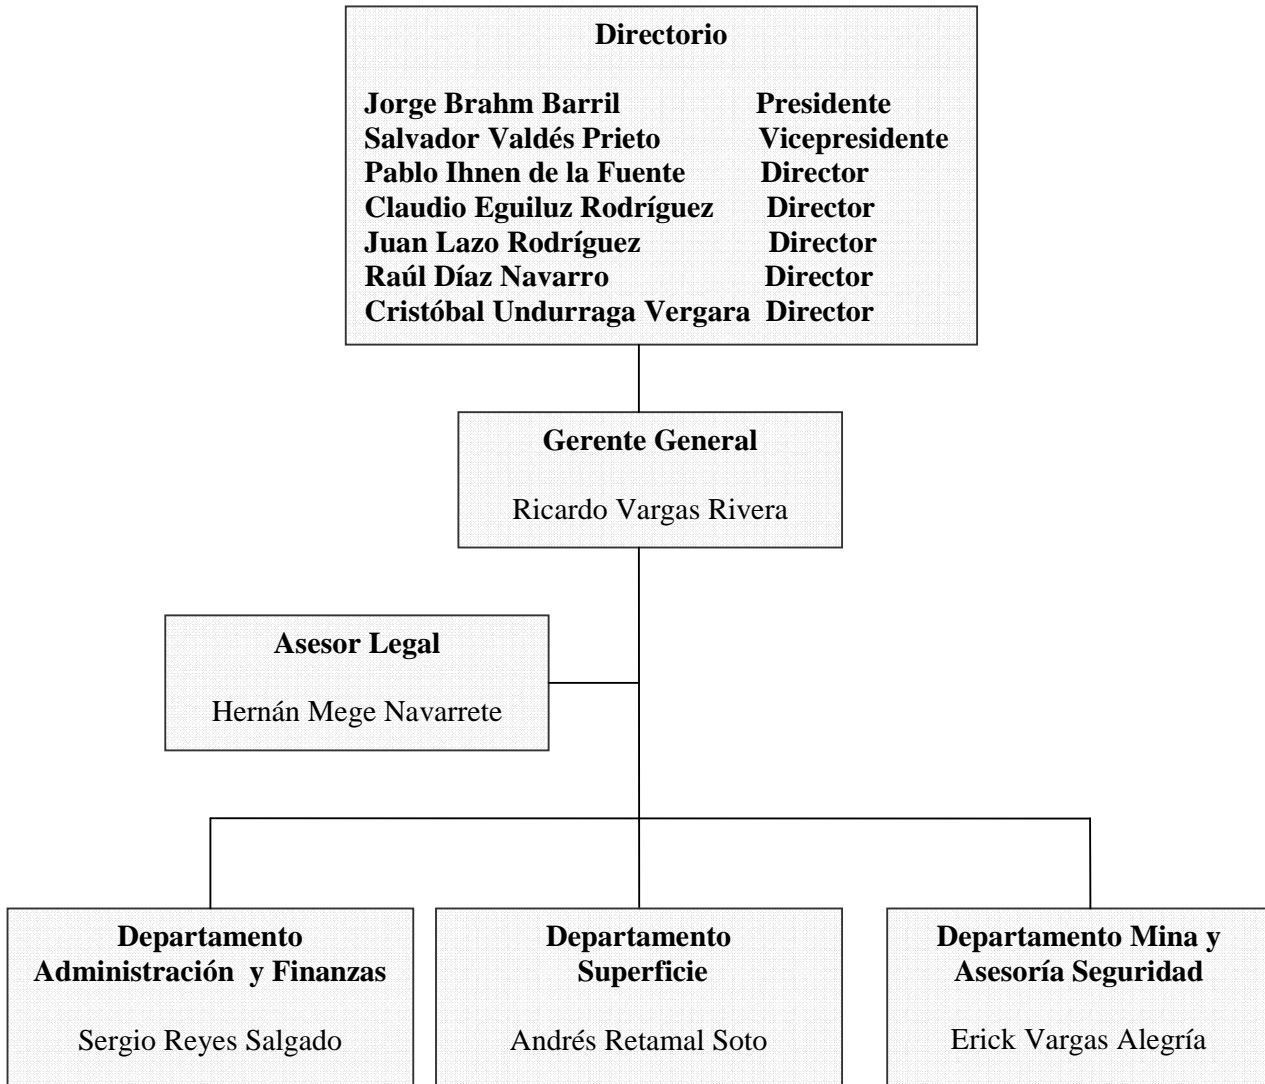 Directorio
Jorge Brahm Barril Presidente
Salvador Valdés Prieto Vicepresidente
Pablo Ihnen de la Fuente Director
Claudio Eguiluz Rodríguez Director
Juan Lazo Rodríguez Director
Raúl Díaz Navarro Director
Cristóbal Undurraga Vergara Director
Gerente General
Ricardo Vargas Rivera
Asesor Legal
Hernán Mege Navarrete
Departamento
Administración y Finanzas
Sergio Reyes Salgado
Departamento
Superficie
Andrés Retamal Soto
Departamento Mina y
Asesoría Seguridad
Erick Vargas Alegría